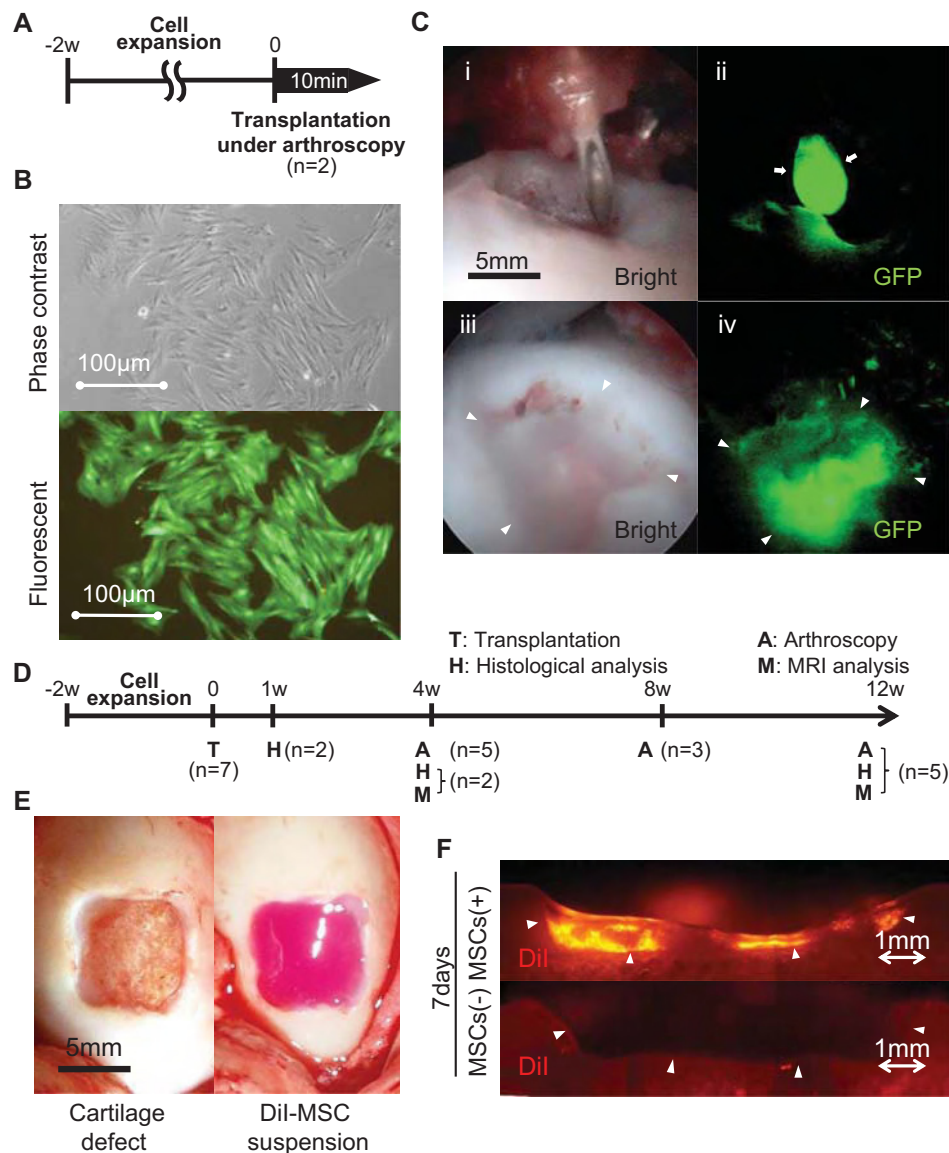 A
Cell
expansion
-2w
0
10min
Transplantation
under arthroscopy
(n=2)
B
Phase contrast
100µm
Fluorescent
100µm
C
i
5mm
Bright
ii
GFP
iii
Bright
iv
GFP
T: Transplantation
A: Arthroscopy
H: Histological analysis
M: MRI analysis
D
-2w
Cell
expansion
0
1w
4w
8w
12w
T
(n=7)
H (n=2)
A (n=5)
H
M
(n=2)
A (n=3)
A
H
M
(n=5)
E
5mm
Cartilage
defect
DiI-MSC
suspension
F
7days
MSCs(+)
DiI
1mm
MSCs(-)
DiI
1mm